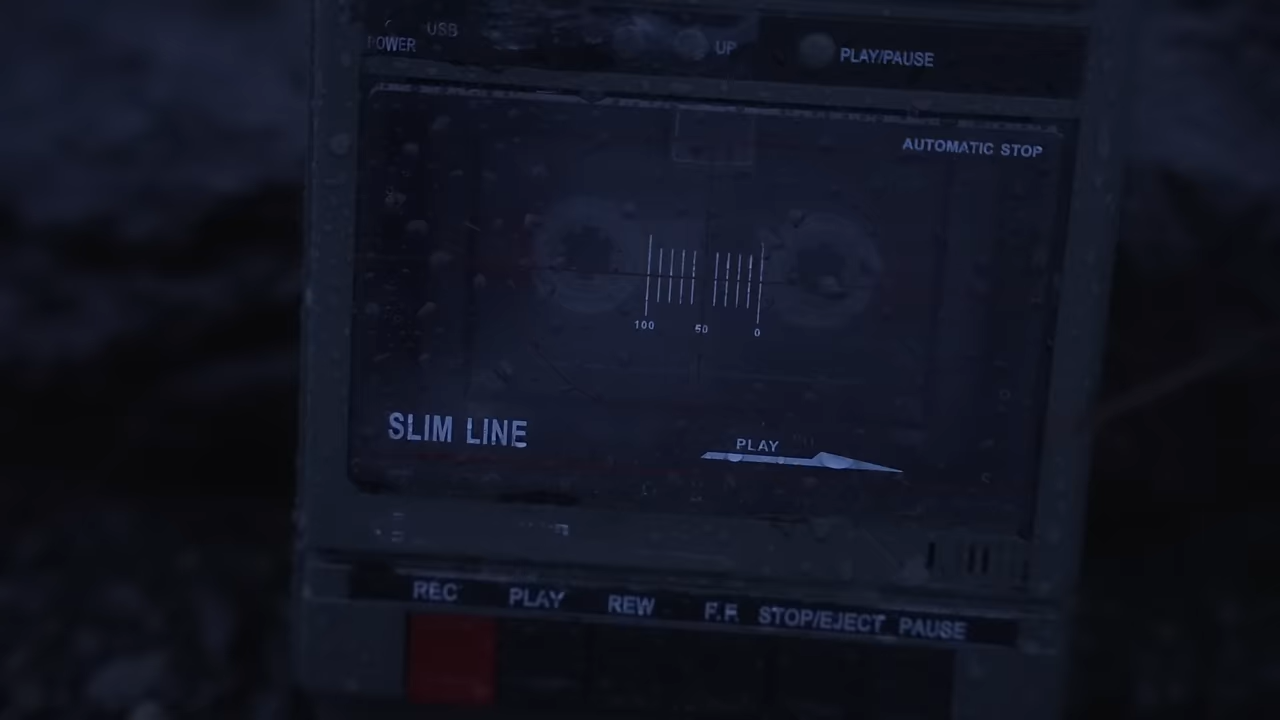 USB
POWER UP PLAY/PAUSE
AUTOMATIC STOP
100 50 0
SLIM LINE
PLAY
REC PLAY REW F.F. STOP/EJECT PAUSE